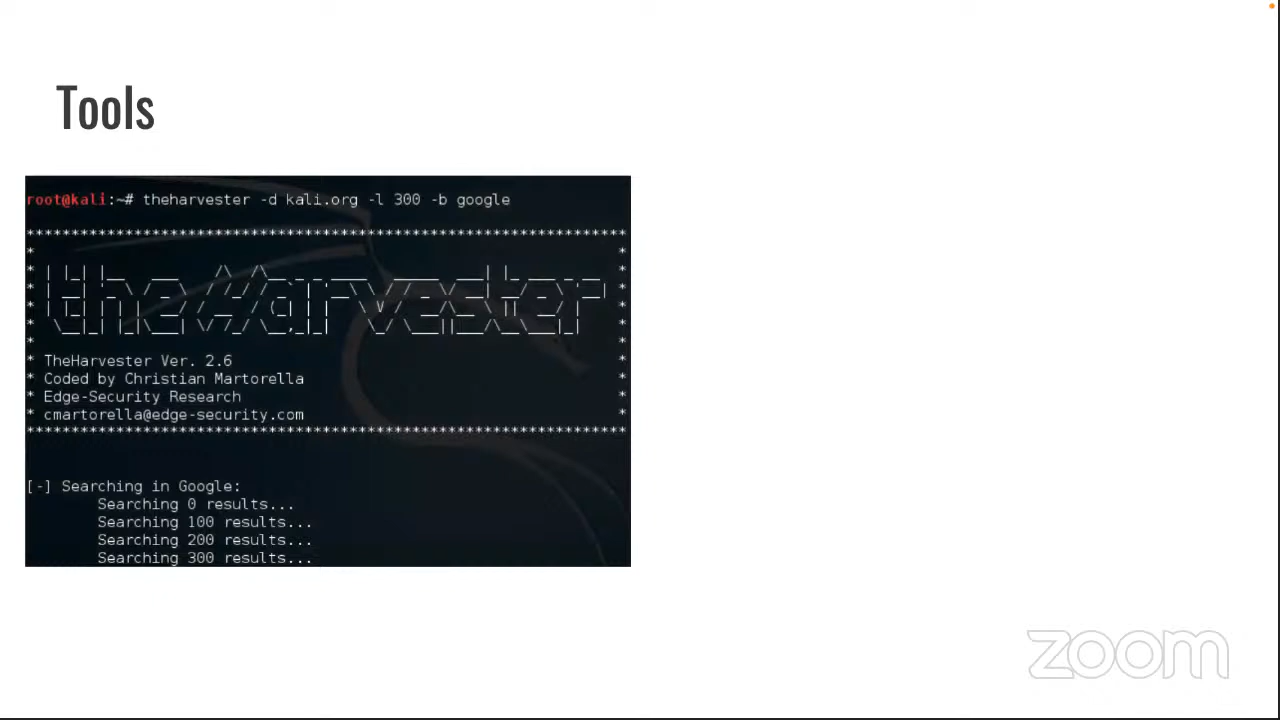 Tools
root@kali:~# theharvester -d kali.org -l 300 -b google
*******************************************************************
* *
* theHarvester *
* TheHarvester Ver. 2.6 *
* Coded by Christian Martorella *
* Edge-Security Research *
* cmartorella@edge-security.com *
*******************************************************************
[-] Searching in Google:
Searching 0 results...
Searching 100 results...
Searching 200 results...
Searching 300 results...
zoom